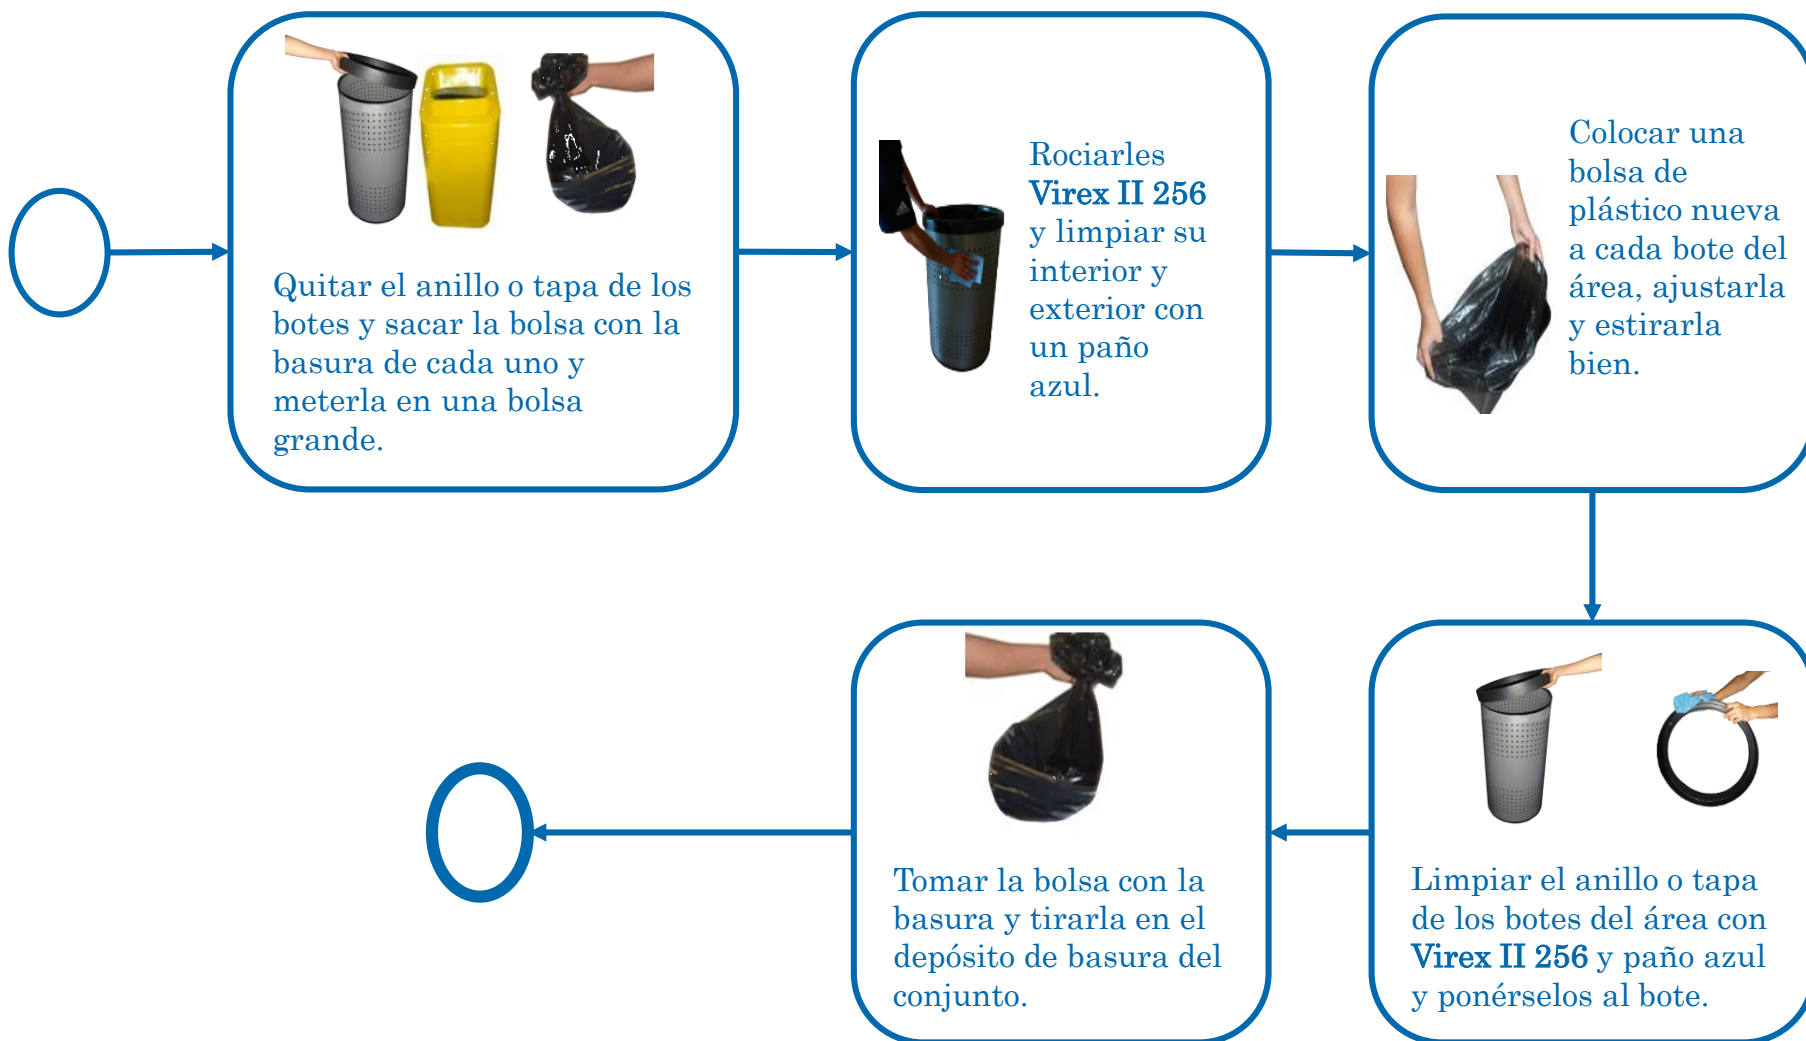 Quitar el anillo o tapa de los
botes y sacar la bolsa con la
basura de cada uno y
meterla en una bolsa
grande.
Rociarles
Virex II 256
y limpiar su
interior y
exterior con
un paño
azul.
Colocar una
bolsa de
plástico nueva
a cada bote del
área, ajustarla
y estirarla
bien.
Limpiar el anillo o tapa
de los botes del área con
Virex II 256 y paño azul
y ponérselos al bote.
Tomar la bolsa con la
basura y tirarla en el
depósito de basura del
conjunto.